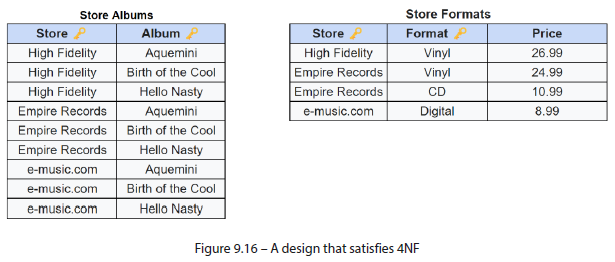 Store Albums
Store Album
High Fidelity Aquemini
High Fidelity Birth of the Cool
High Fidelity Hello Nasty
Empire Records Aquemini
Empire Records Birth of the Cool
Empire Records Hello Nasty
e-music.com Aquemini
e-music.com Birth of the Cool
e-music.com Hello Nasty
Store Formats
Store Format Price
High Fidelity Vinyl 26.99
Empire Records Vinyl 24.99
Empire Records CD 10.99
e-music.com Digital 8.99
Figure 9.16 – A design that satisfies 4NF